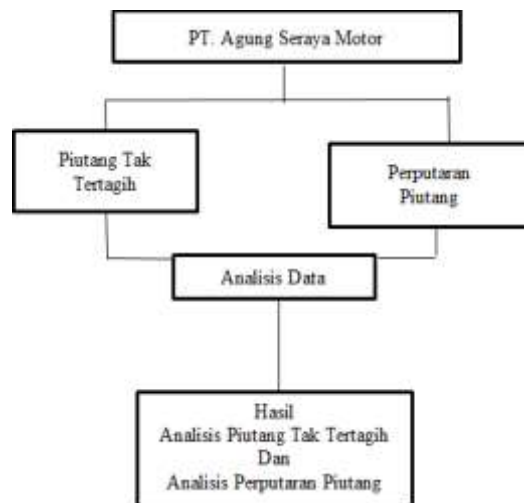 PT. Agung Seraya Motor
Piutang Tak
Tertagih
Perputaran
Piutang
Analisis Data
Hasil
Analisis Piutang Tak Tertagih
Dan
Analisis Perputaran Piutang